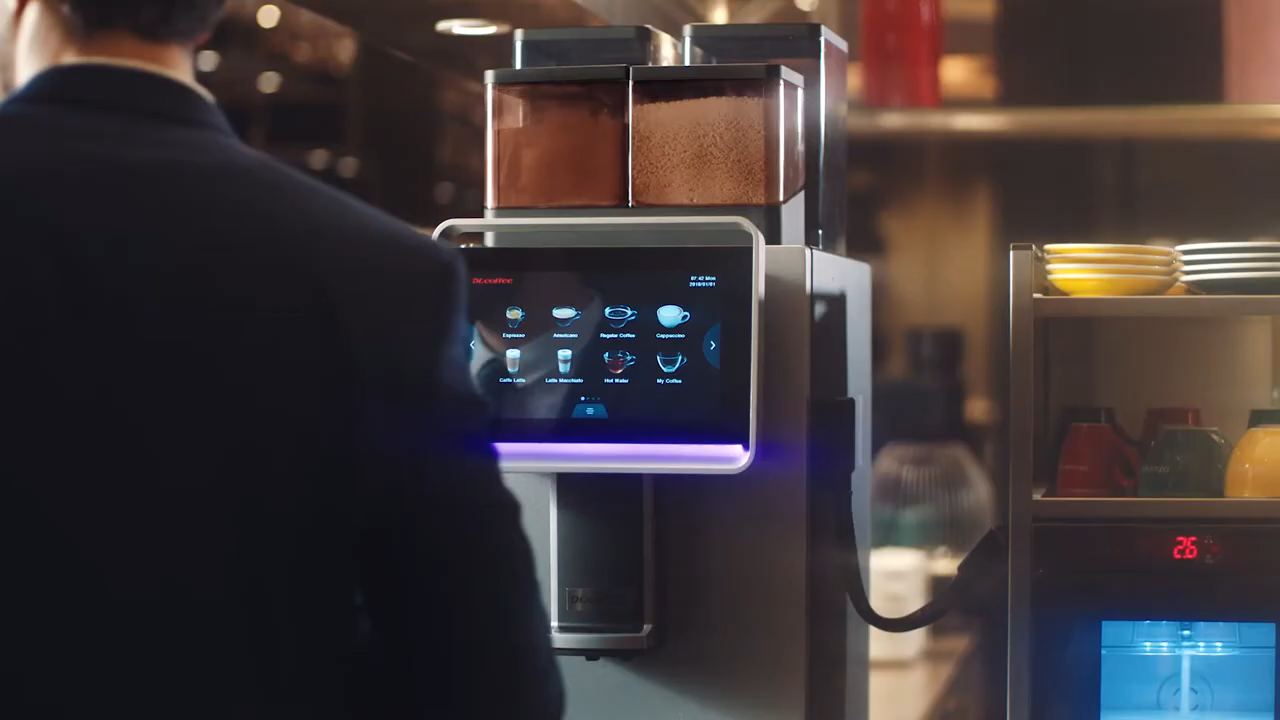 Dr.coffee
07:42 Mon
2018/01/01
Espresso
Americano
Regular Coffee
Cappuccino
Caffe Latte
Latte Macchiato
Hot Water
My Coffee
26